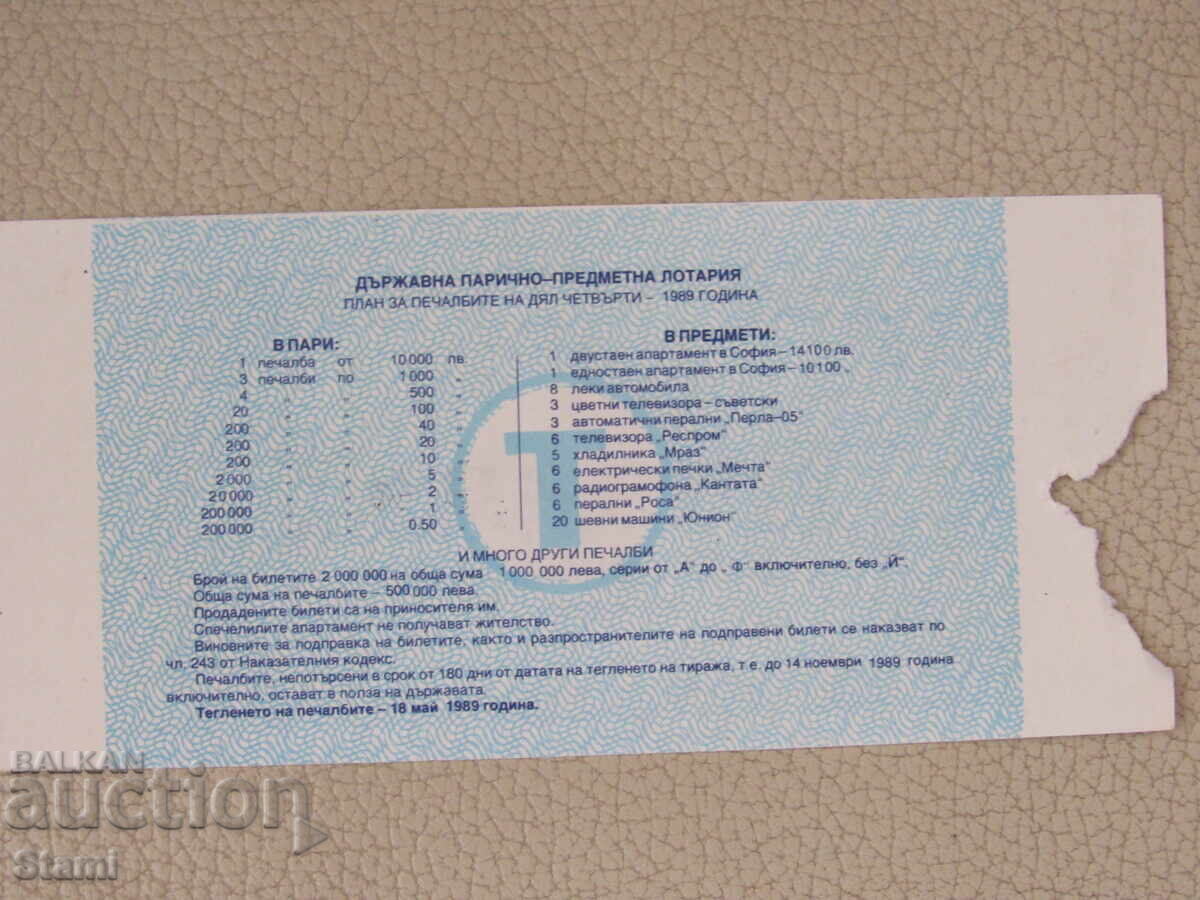 ДЪРЖАВНА ПАРИЧНО–ПРЕДМЕТНА ЛОТАРИЯ
ПЛАН ЗА ПЕЧАЛБИТЕ НА ДЯЛ ЧЕТВЪРТИ – 1989 ГОДИНА
В ПАРИ:
1 печалба от 10 000 лв.
3 печалби по 1 000 „
4 „ „ 500 „
20 „ „ 100 „
200 „ „ 40 „
200 „ „ 20 „
200 „ „ 10 „
2 000 „ „ 5 „
20 000 „ „ 2 „
200 000 „ „ 1 „
200 000 „ „ 0.50 „
В ПРЕДМЕТИ:
1 двустаен апартамент в София – 14100 лв.
1 едностаен апартамент в София – 10100 „
8 леки автомобила
3 цветни телевизора – съветски
3 автоматични перални „Перла–05“
6 телевизора „Респром“
5 хладилника „Мраз“
6 електрически печки „Мечта“
6 радиограмофона „Кантата“
6 перални „Роса“
20 шевни машини „Юнион“
Т
И МНОГО ДРУГИ ПЕЧАЛБИ
Брой на билетите 2 000 000 на обща сума 1 000 000 лева, серии от „А“ до „Ф“ включително, без „Й“.
Обща сума на печалбите – 500 000 лева.
Продадените билети са на приносителя им.
Спечелилите апартамент не получават жителство.
Виновните за подправка на билетите, както и разпространителите на подправени билети се наказват по
чл. 243 от Наказателния кодекс.
Печалбите, непотърсени в срок от 180 дни от датата на тегленето на тиража, т.е. до 14 ноември 1989 година
включително, остават в полза на държавата.
Тегленето на печалбите – 18 май 1989 година.
BALKAN
auction
Stami